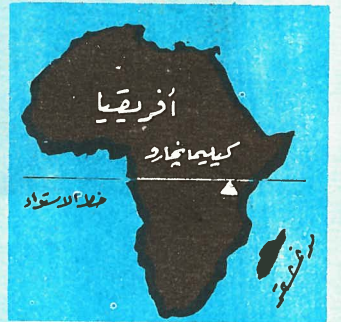 أفريقيا
كيليمانجارو
خط الاستواء
مدغشقر